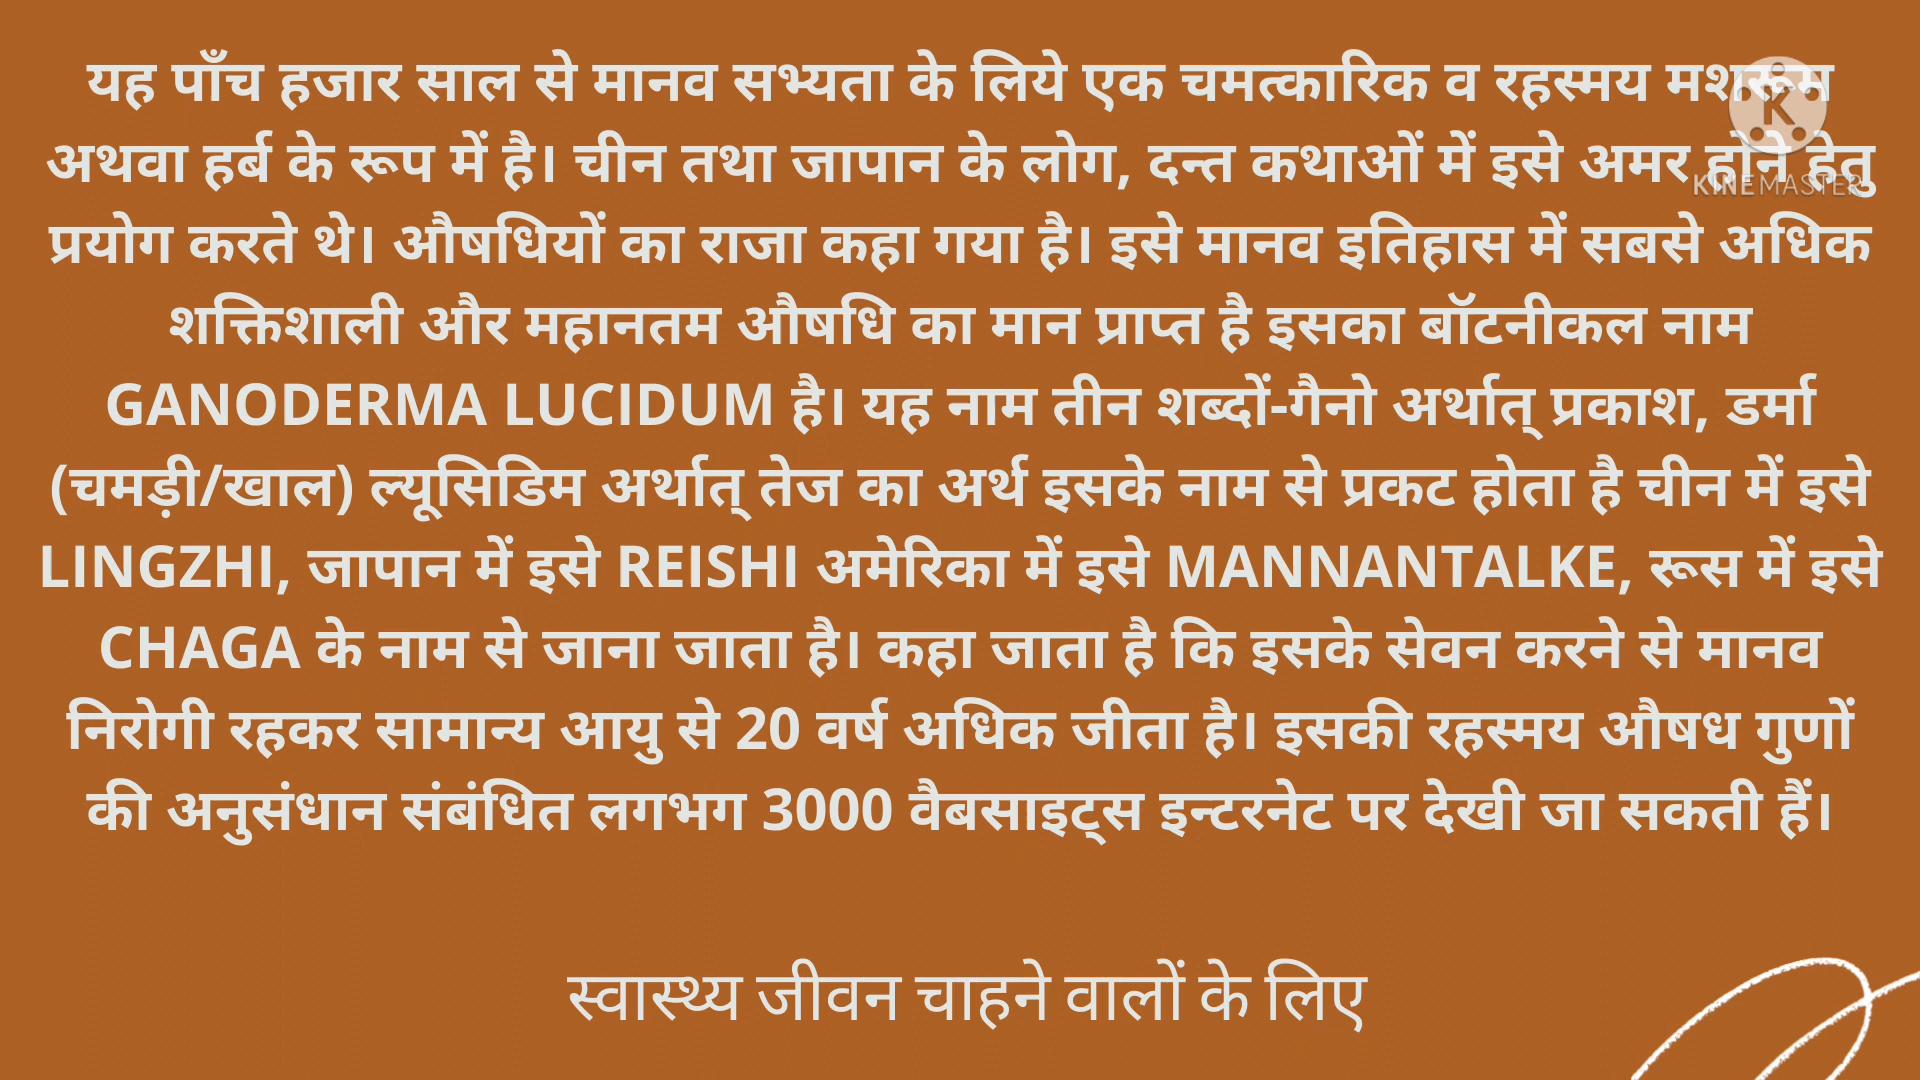 यह पाँच हजार साल से मानव सभ्यता के लिये एक चमत्कारिक व रहस्मय मशरूम
अथवा हर्ब के रूप में है। चीन तथा जापान के लोग, दन्त कथाओं में इसे अमर होने हेतु
प्रयोग करते थे। औषधियों का राजा कहा गया है। इसे मानव इतिहास में सबसे अधिक
शक्तिशाली और महानतम औषधि का मान प्राप्त है इसका बॉटनीकल नाम
GANODERMA LUCIDUM है। यह नाम तीन शब्दों-गैनो अर्थात् प्रकाश, डर्मा
(चमड़ी/खाल) ल्यूसिडिम अर्थात् तेज का अर्थ इसके नाम से प्रकट होता है चीन में इसे
LINGZHI, जापान में इसे REISHI अमेरिका में इसे MANNANTALKE, रूस में इसे
CHAGA के नाम से जाना जाता है। कहा जाता है कि इसके सेवन करने से मानव
निरोगी रहकर सामान्य आयु से 20 वर्ष अधिक जीता है। इसकी रहस्मय औषध गुणों
की अनुसंधान संबंधित लगभग 3000 वैबसाइट्स इन्टरनेट पर देखी जा सकती हैं।
स्वास्थ्य जीवन चाहने वालों के लिए
K
KINEMASTER